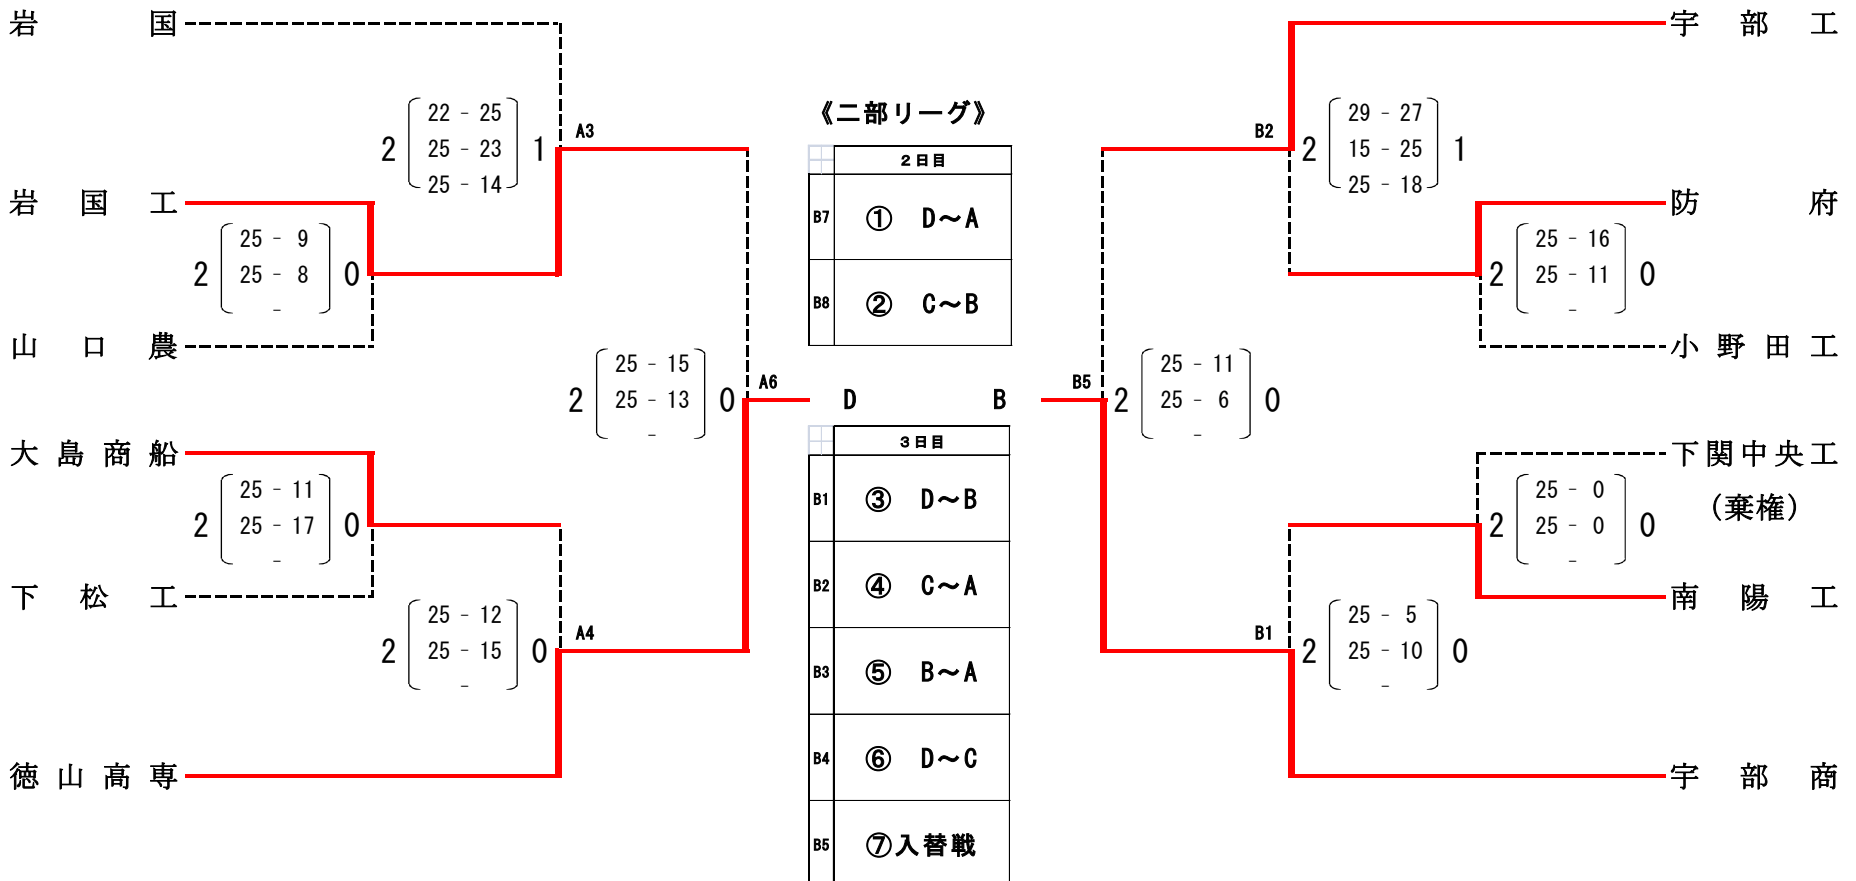 岩国
22 - 25
25 - 23
25 - 14
2 1
A3
岩国工
25 - 9
25 - 8
-
2 0
山口農
25 - 15
25 - 13
-
2 0
A6
D
大島商船
25 - 11
25 - 17
-
2 0
下松工
25 - 12
25 - 15
-
2 0
A4
徳山高専
《二部リーグ》
2日目
B7 ① D～A
B8 ② C～B
3日目
B1 ③ D～B
B2 ④ C～A
B3 ⑤ B～A
B4 ⑥ D～C
B5 ⑦入替戦
宇部工
B2
29 - 27
15 - 25
25 - 18
2 1
防府
25 - 16
25 - 11
-
2 0
小野田工
B
B5
25 - 11
25 - 6
-
2 0
下関中央工
(棄権)
25 - 0
25 - 0
-
2 0
南陽工
B1
25 - 5
25 - 10
-
2 0
宇部商